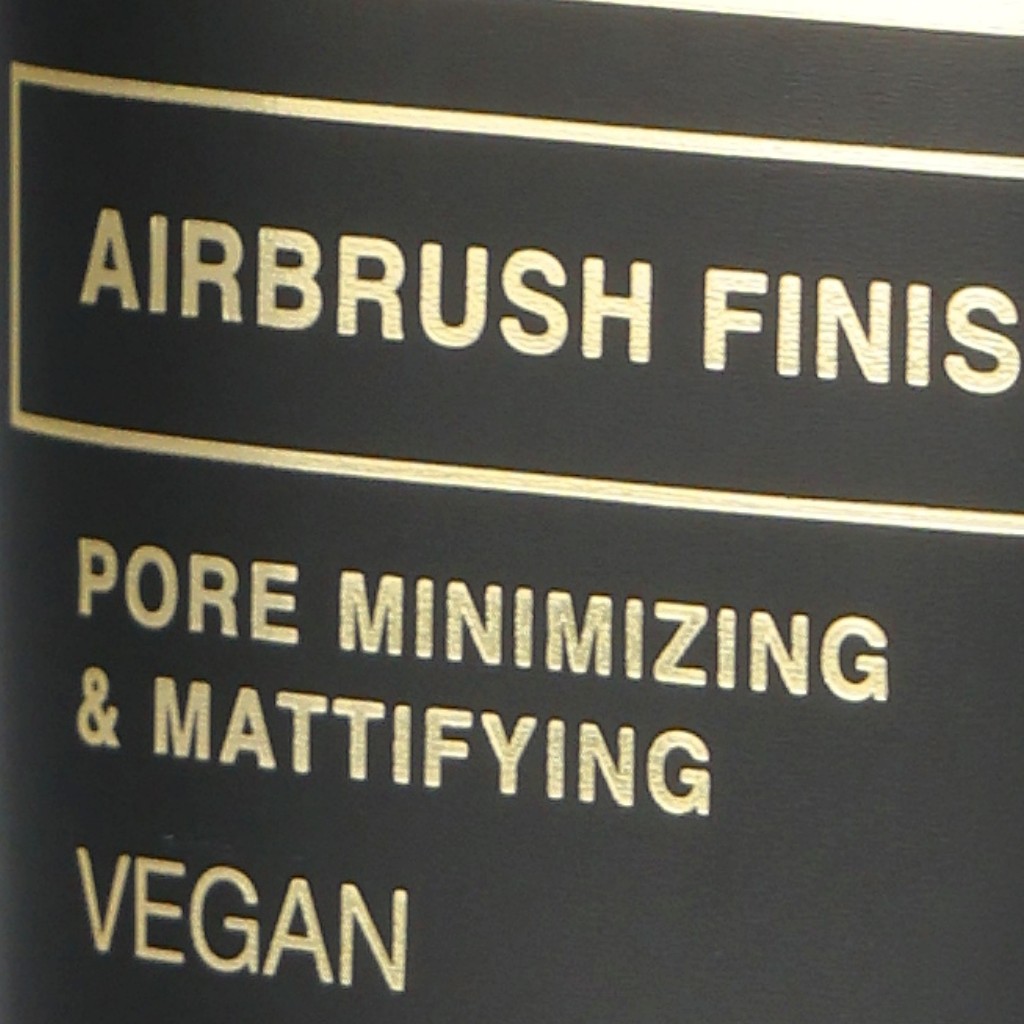 AIRBRUSH FINIS
PORE MINIMIZING
& MATTIFYING
VEGAN